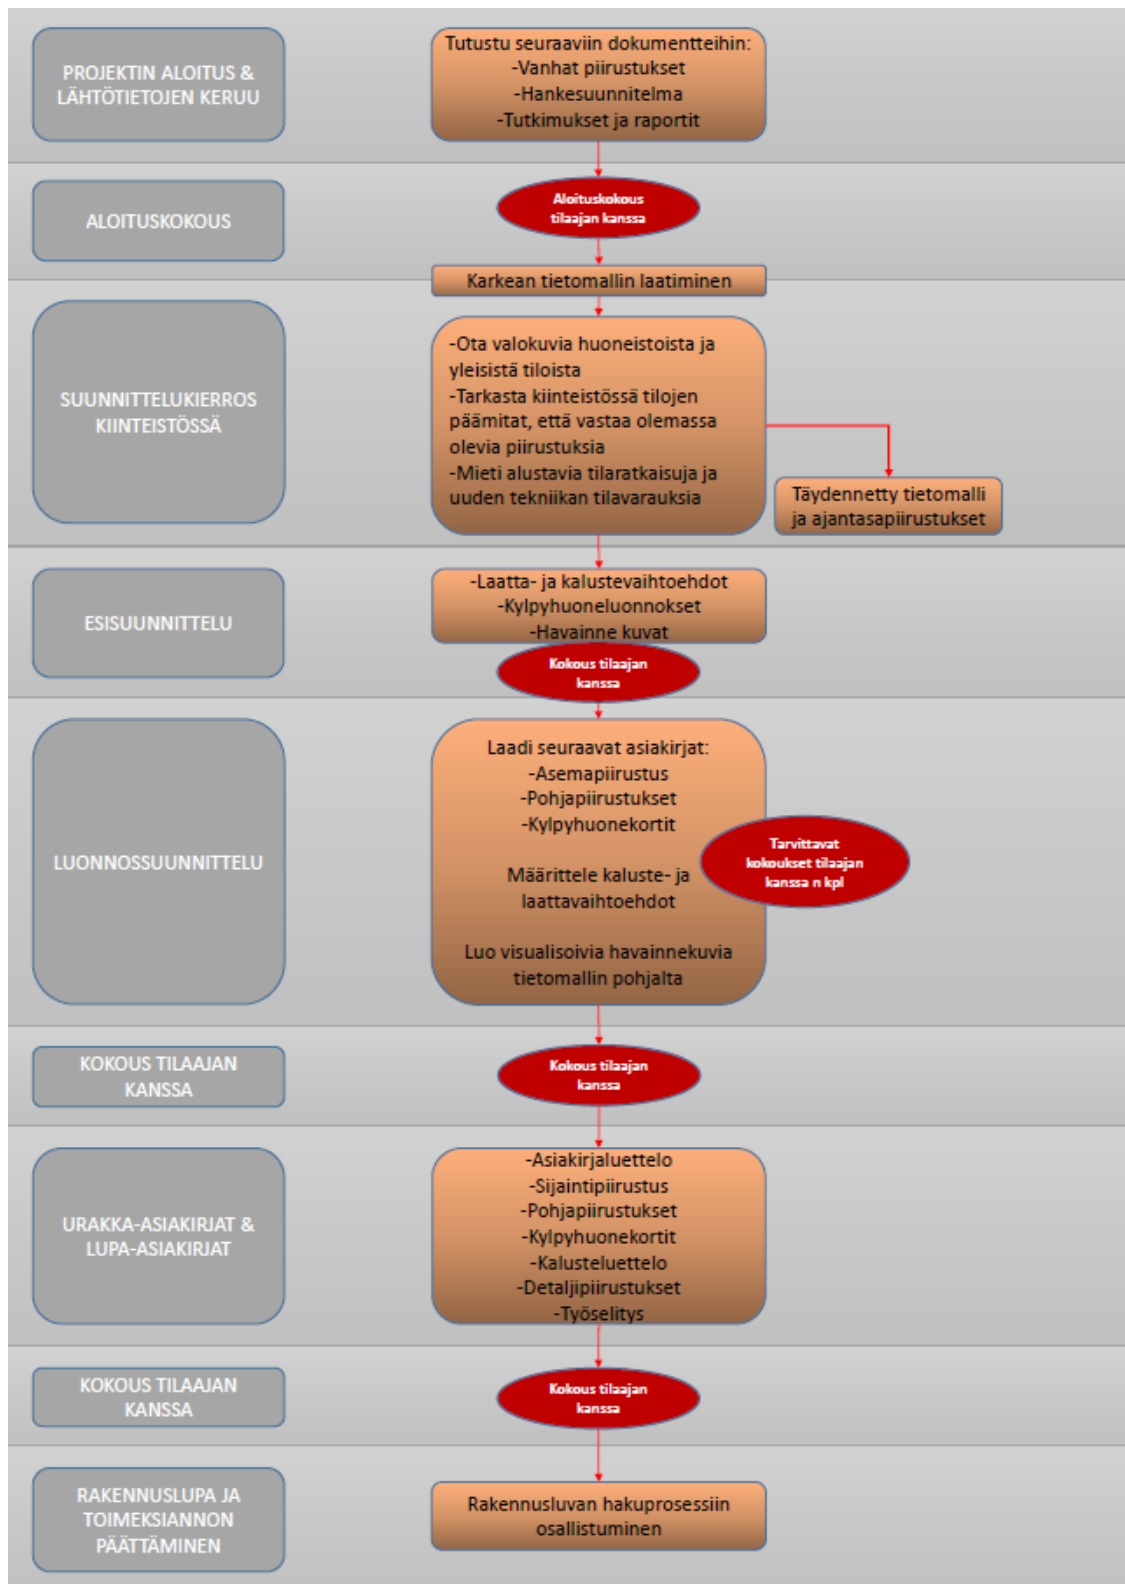 PROJEKTIN ALOITUS &
LÄHTÖTIETOJEN KERUU
Tutustu seuraaviin dokumentteihin:
-Vanhat piirustukset
-Hankesuunnitelma
-Tutkimukset ja raportit
ALOITUSKOKOUS
Aloituskokous
tilaajan kanssa
Karkean tietomallin laatiminen
SUUNNITTELUKIERROS
KIINTEISTÖSSÄ
-Ota valokuvia huoneistoista ja
yleisistä tiloista
-Tarkasta kiinteistössä tilojen
päämitat, että vastaa olemassa
olevia piirustuksia
-Mieti alustavia tilaratkaisuja ja
uuden tekniikan tilavarauksia
Täydennetty tietomalli
ja ajantasapiirustukset
ESISUUNNITTELU
-Laatta- ja kalustevaihtoehdot
-Kylpyhuoneluonnokset
-Havainne kuvat
Kokous tilaajan
kanssa
LUONNOSSUUNNITTELU
Laadi seuraavat asiakirjat:
-Asemapiirustus
-Pohjapiirustukset
-Kylpyhuonekortit
Määrittele kaluste- ja
laattavaihtoehdot
Luo visualisoivia havainnekuvia
tietomallin pohjalta
Tarvittavat
kokoukset tilaajan
kanssa n kpl
KOKOUS TILAAJAN
KANSSA
Kokous tilaajan
kanssa
URAKKA-ASIAKIRJAT &
LUPA-ASIAKIRJAT
-Asiakirjaluettelo
-Sijaintipiirustus
-Pohjapiirustukset
-Kylpyhuonekortit
-Kalusteluettelo
-Detaljipiirustukset
-Työselitys
KOKOUS TILAAJAN
KANSSA
Kokous tilaajan
kanssa
RAKENNUSLUPA JA
TOIMEKSIANNON
PÄÄTTÄMINEN
Rakennusluvan hakuprosessiin
osallistuminen